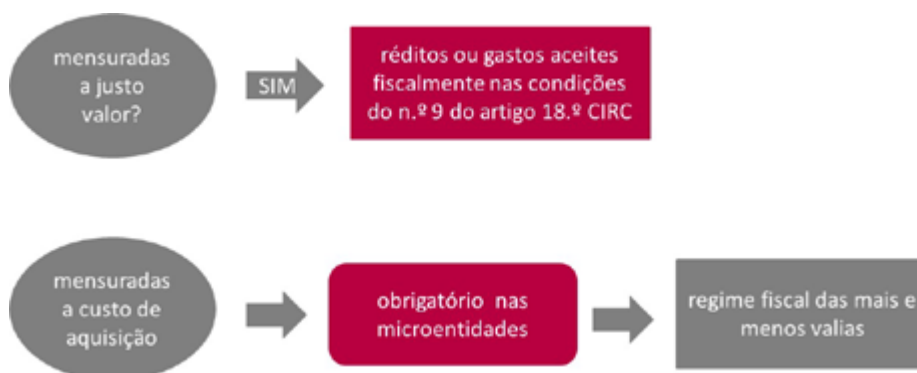 mensuradas
a justo
valor?
SIM
réditos ou gastos aceites
fiscalmente nas condições
do n.º 9 do artigo 18.º CIRC
mensuradas
a custo de
aquisição
obrigatório nas
microentidades
regime fiscal das mais e
menos valias